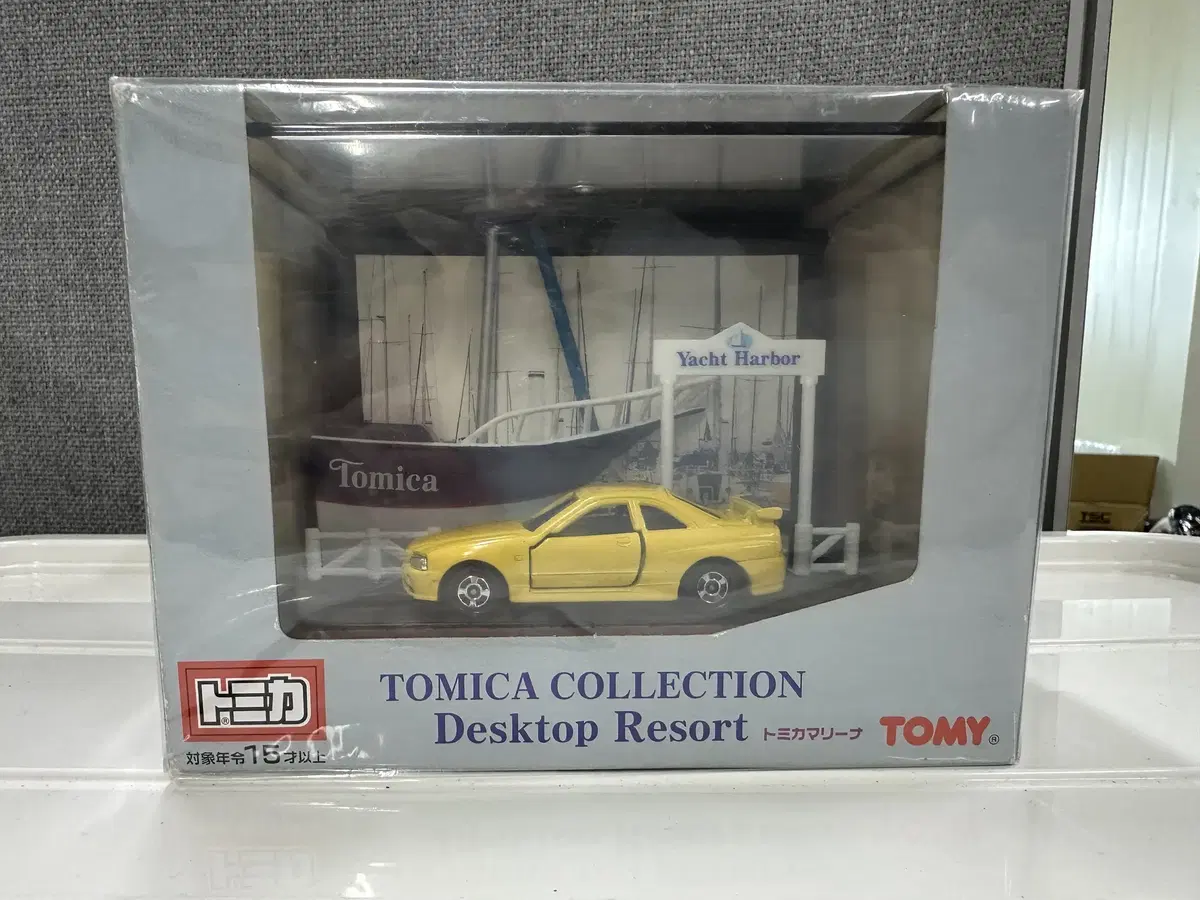 Yacht Harbor
Tomica
TSC
トミカ®
TOMICA COLLECTION
Desktop Resort トミカマリーナ
TOMY®
対象年令15才以上